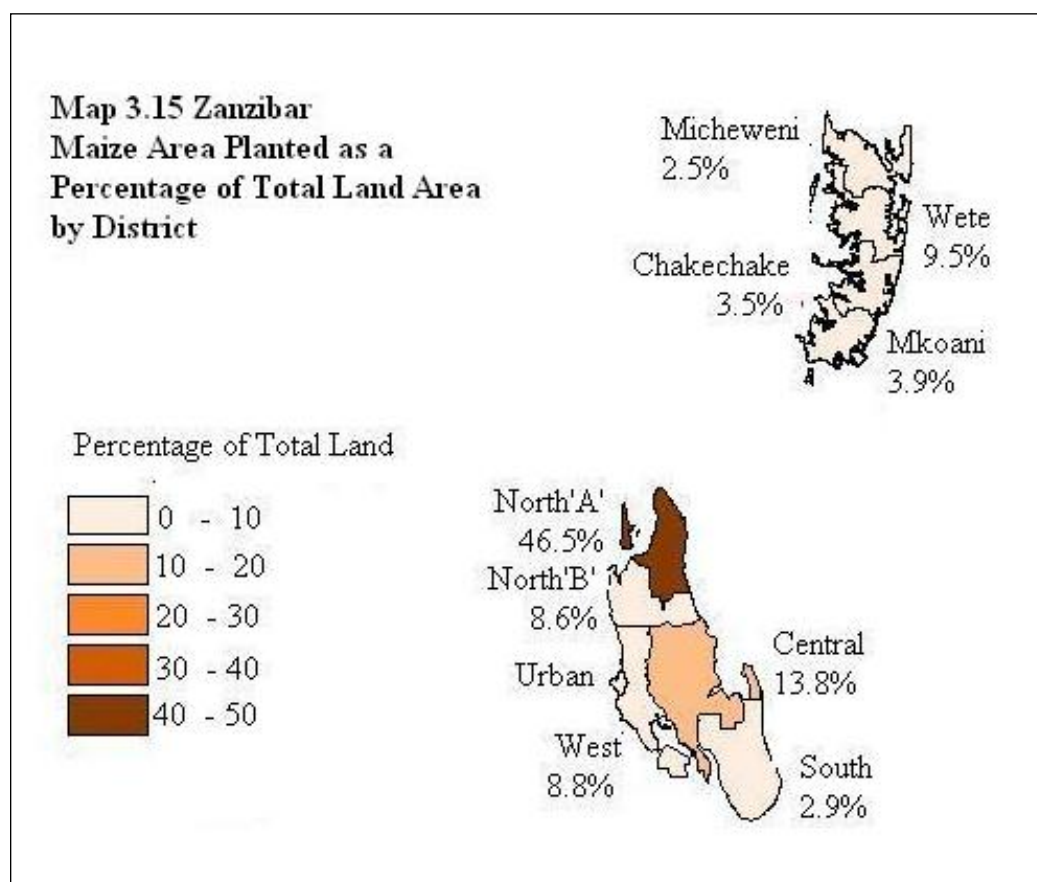 Map 3.15 Zanzibar
Maize Area Planted as a
Percentage of Total Land Area
by District
Micheweni
2.5%
Wete
9.5%
Chakechake
3.5%
Mkoani
3.9%
Percentage of Total Land
0 - 10
10 - 20
20 - 30
30 - 40
40 - 50
North'A'
46.5%
North'B'
8.6%
Urban
Central
13.8%
West
8.8%
South
2.9%